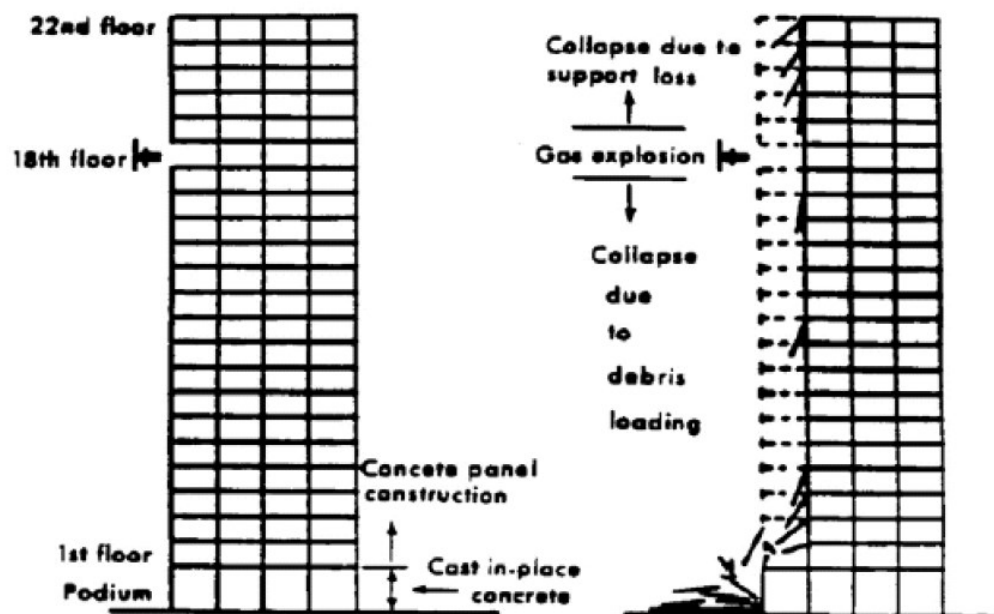 22nd floor
18th floor
Concete panel
construction
1st floor
Podium
Cast in-place
concrete
Collapse due to
support loss
Gas explosion
Collapse
due
to
debris
loading